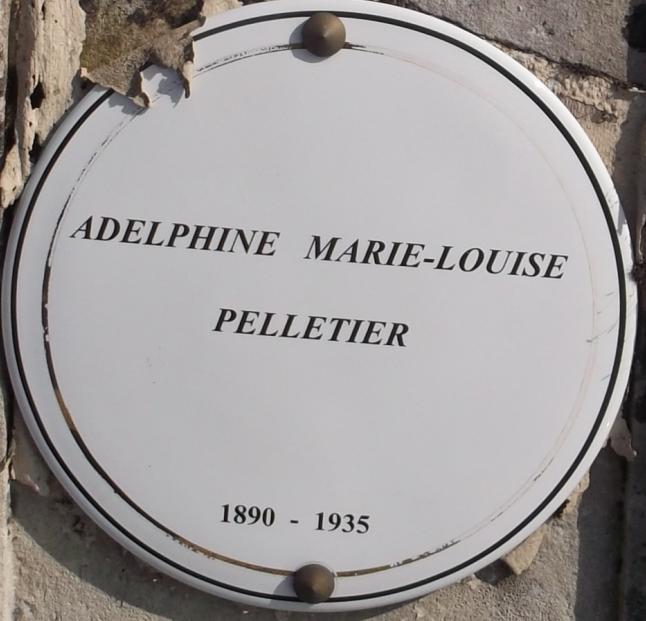 ADELPHINE MARIE-LOUISE
PELLETIER
1890 - 1935